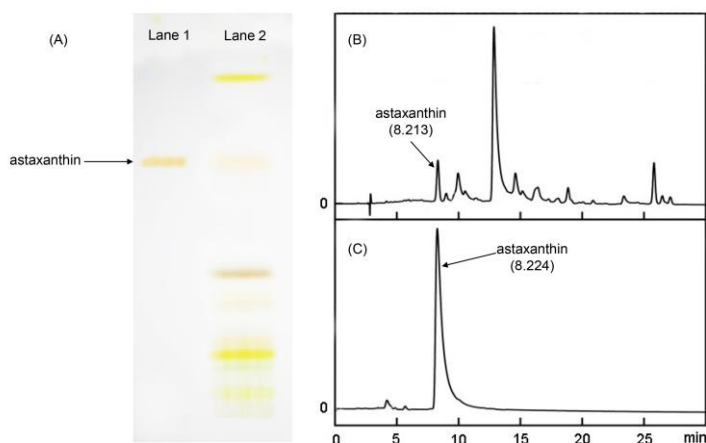 (A)
Lane 1 Lane 2
astaxanthin
(B)
astaxanthin
(8.213)
0
(C)
astaxanthin
(8.224)
0
0 5 10 15 20 25 min